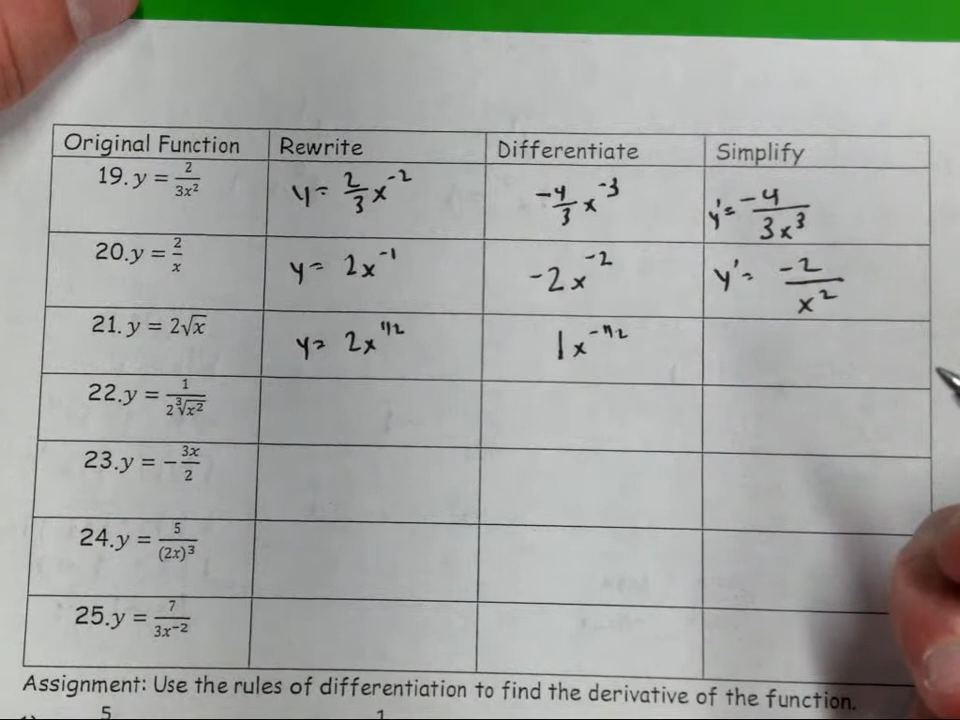 Original Function Rewrite Differentiate Simplify
19. y = 2/(3x²) y = 2/3 x⁻² -4/3 x⁻³ y' = -4/(3x³)
20. y = 2/x y = 2x⁻¹ -2x⁻² y' = -2/x²
21. y = 2√x y = 2x^(1/2) 1x^(-1/2)
22. y = 1/(2∛x²)
23. y = -3x/2
24. y = 5/(2x)³
25. y = 7/(3x⁻²)
Assignment: Use the rules of differentiation to find the derivative of the function.
5 1